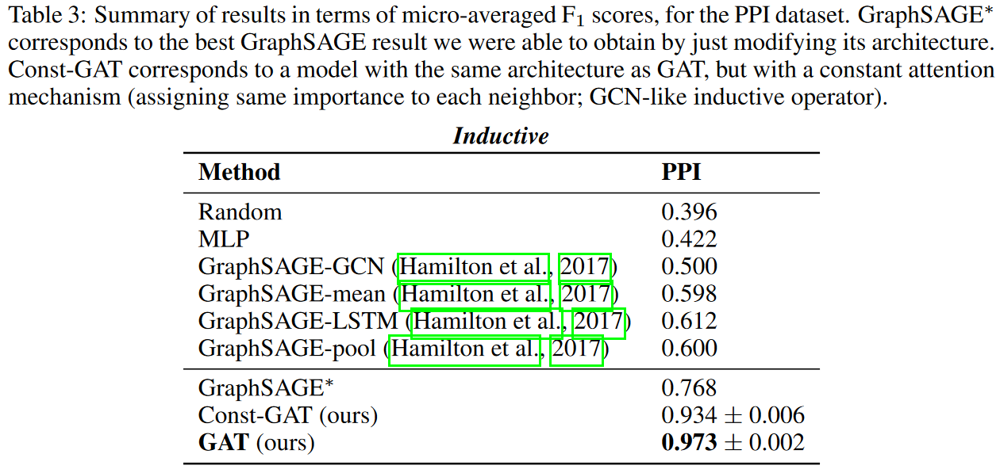 Table 3: Summary of results in terms of micro-averaged F₁ scores, for the PPI dataset. GraphSAGE*
corresponds to the best GraphSAGE result we were able to obtain by just modifying its architecture.
Const-GAT corresponds to a model with the same architecture as GAT, but with a constant attention
mechanism (assigning same importance to each neighbor; GCN-like inductive operator).
Inductive
Method PPI
Random 0.396
MLP 0.422
GraphSAGE-GCN (Hamilton et al., 2017) 0.500
GraphSAGE-mean (Hamilton et al., 2017) 0.598
GraphSAGE-LSTM (Hamilton et al., 2017) 0.612
GraphSAGE-pool (Hamilton et al., 2017) 0.600
GraphSAGE* 0.768
Const-GAT (ours) 0.934 ± 0.006
GAT (ours) 0.973 ± 0.002